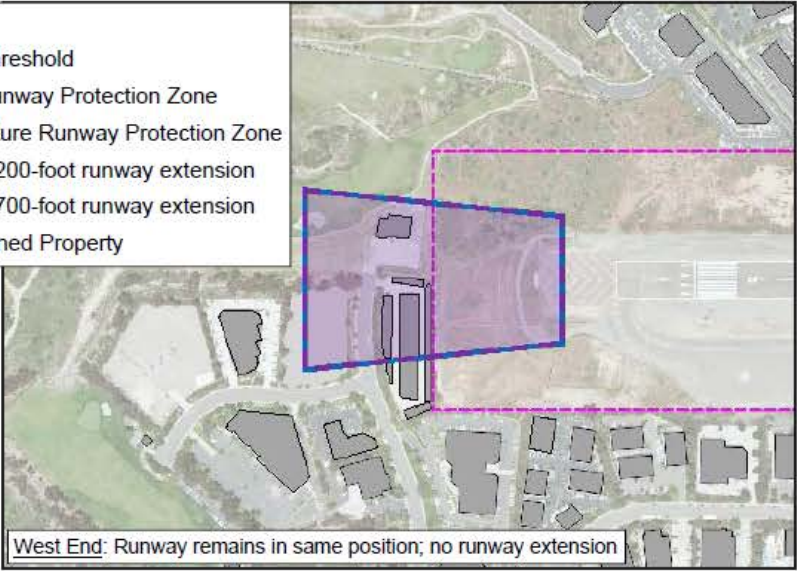 reshold
nway Protection Zone
ure Runway Protection Zone
200-foot runway extension
700-foot runway extension
ned Property
West End: Runway remains in same position; no runway extension